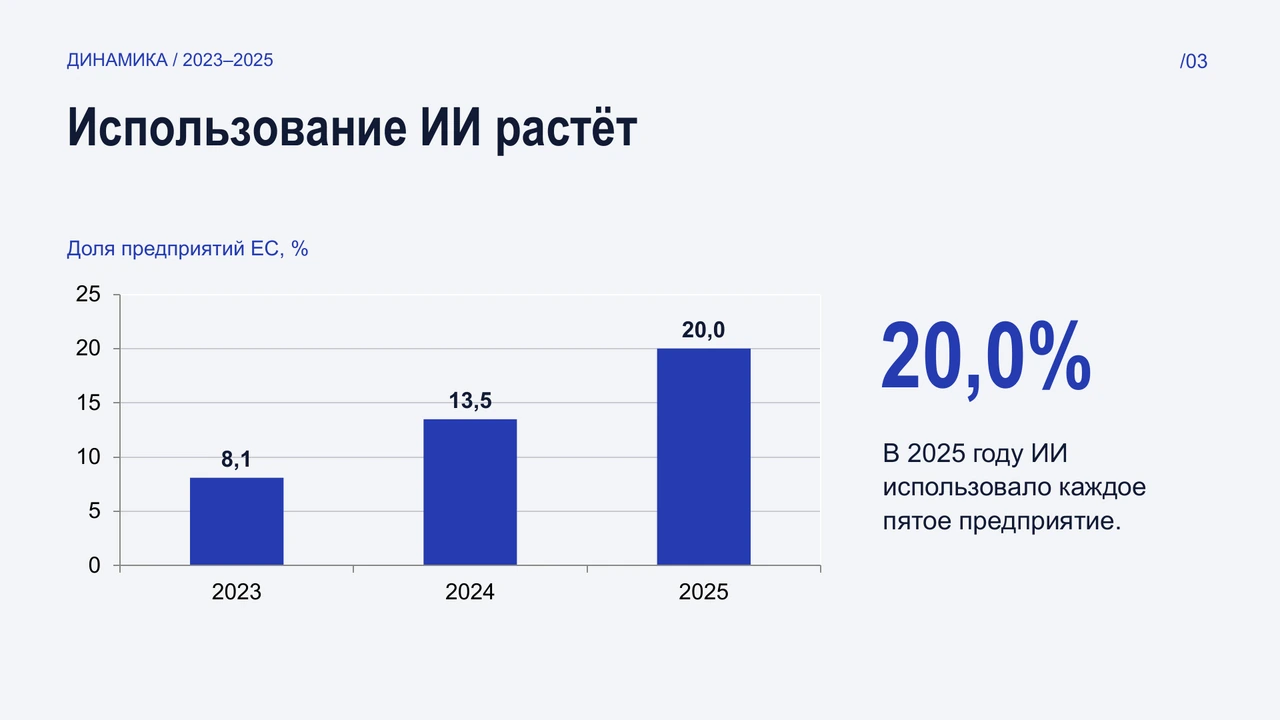 ДИНАМИКА / 2023–2025
/03
Использование ИИ растёт
Доля предприятий ЕС, %
25
20
15
10
5
0
8,1
13,5
20,0
2023
2024
2025
20,0%
В 2025 году ИИ
использовало каждое
пятое предприятие.